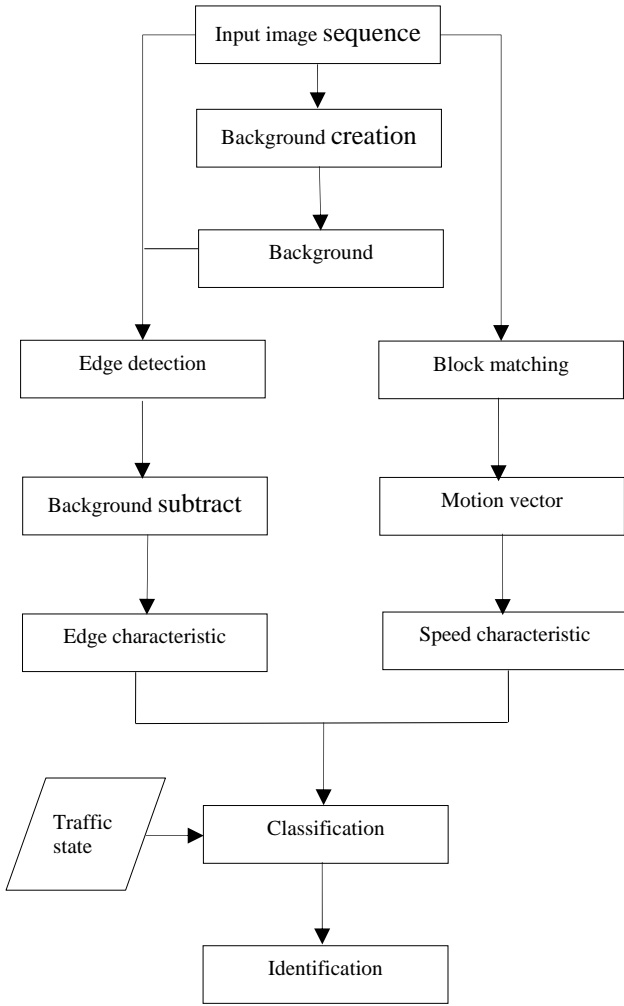 Input image sequence
Background creation
Background
Edge detection
Block matching
Background subtract
Motion vector
Edge characteristic
Speed characteristic
Traffic
state
Classification
Identification